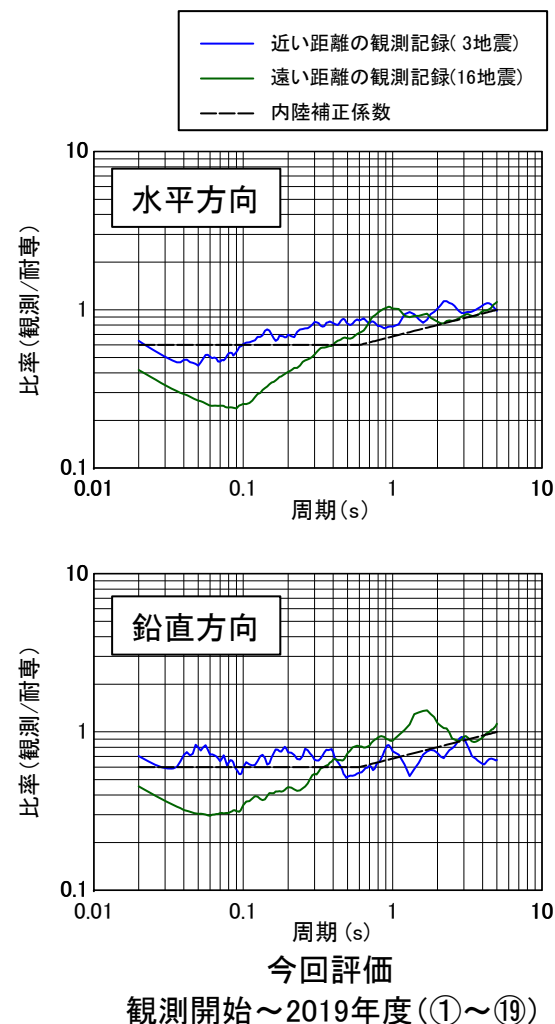 近い距離の観測記録( 3地震)
遠い距離の観測記録(16地震)
内陸補正係数
水平方向
比率(観測/耐専)
10
1
0.1
0.01 0.1 1 10
周期(s)
鉛直方向
比率(観測/耐専)
10
1
0.1
0.01 0.1 1 10
周期(s)
今回評価
観測開始～2019年度(①～⑲)